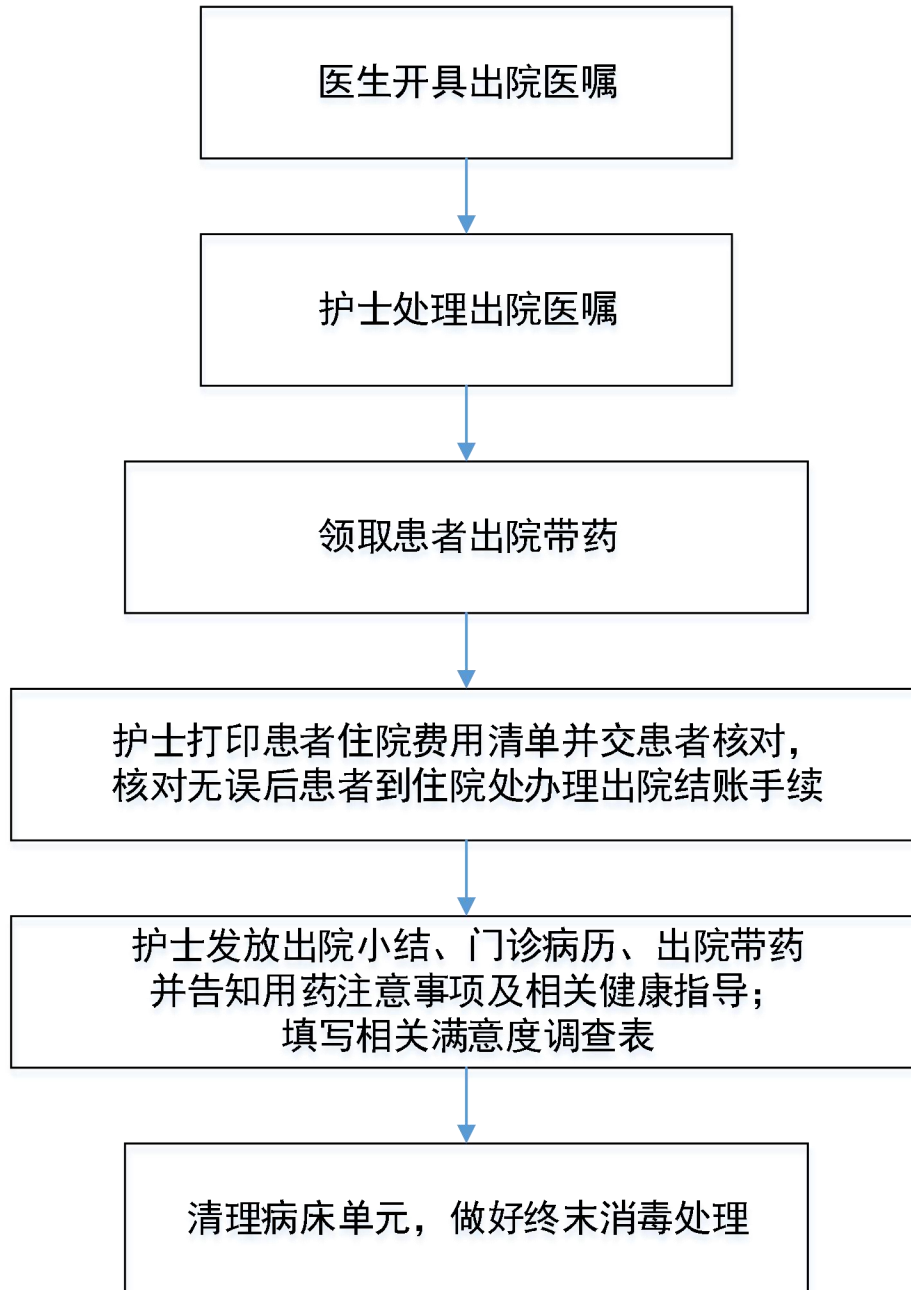 医生开具出院医嘱
护士处理出院医嘱
领取患者出院带药
护士打印患者住院费用清单并交患者核对，
核对无误后患者到住院处办理出院结账手续
护士发放出院小结、门诊病历、出院带药
并告知用药注意事项及相关健康指导；
填写相关满意度调查表
清理病床单元，做好终末消毒处理